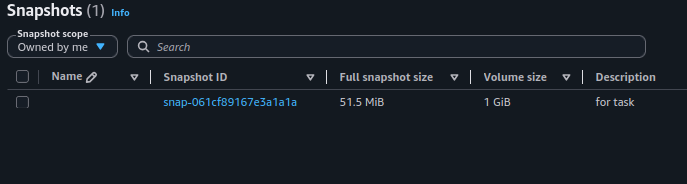 Snapshots (1) Info
Snapshot scope
Owned by me
Search
Name Snapshot ID Full snapshot size Volume size Description
snap-061cf89167e3a1a1a 51.5 MiB 1 GiB for task